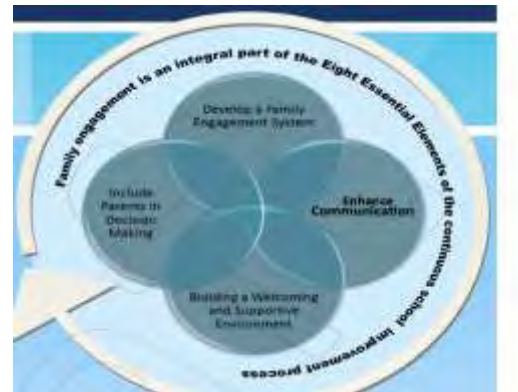 Family engagement is an integral part of the Eight Essential Elements of the continuous school improvement process
Develop a Family
Engagement System
Include
Parents in
Decision
Making
Enhance
Communication
Building a Welcoming
and Supportive
Environment